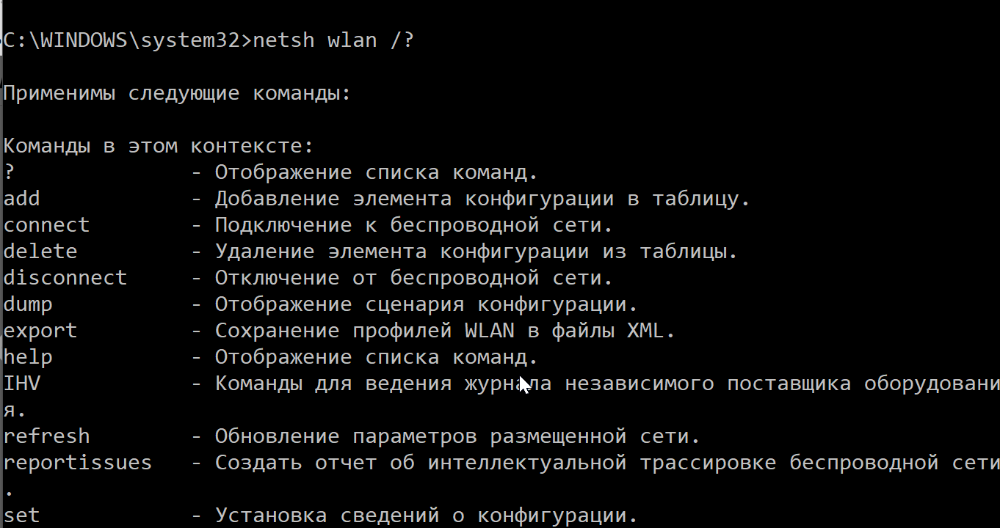 C:\WINDOWS\system32>netsh wlan /?
Применимы следующие команды:
Команды в этом контексте:
? - Отображение списка команд.
add - Добавление элемента конфигурации в таблицу.
connect - Подключение к беспроводной сети.
delete - Удаление элемента конфигурации из таблицы.
disconnect - Отключение от беспроводной сети.
dump - Отображение сценария конфигурации.
export - Сохранение профилей WLAN в файлы XML.
help - Отображение списка команд.
IHV - Команды для ведения журнала независимого поставщика оборудовани
я.
refresh - Обновление параметров размещенной сети.
reportissues - Создать отчет об интеллектуальной трассировке беспроводной сети
.
set - Установка сведений о конфигурации.